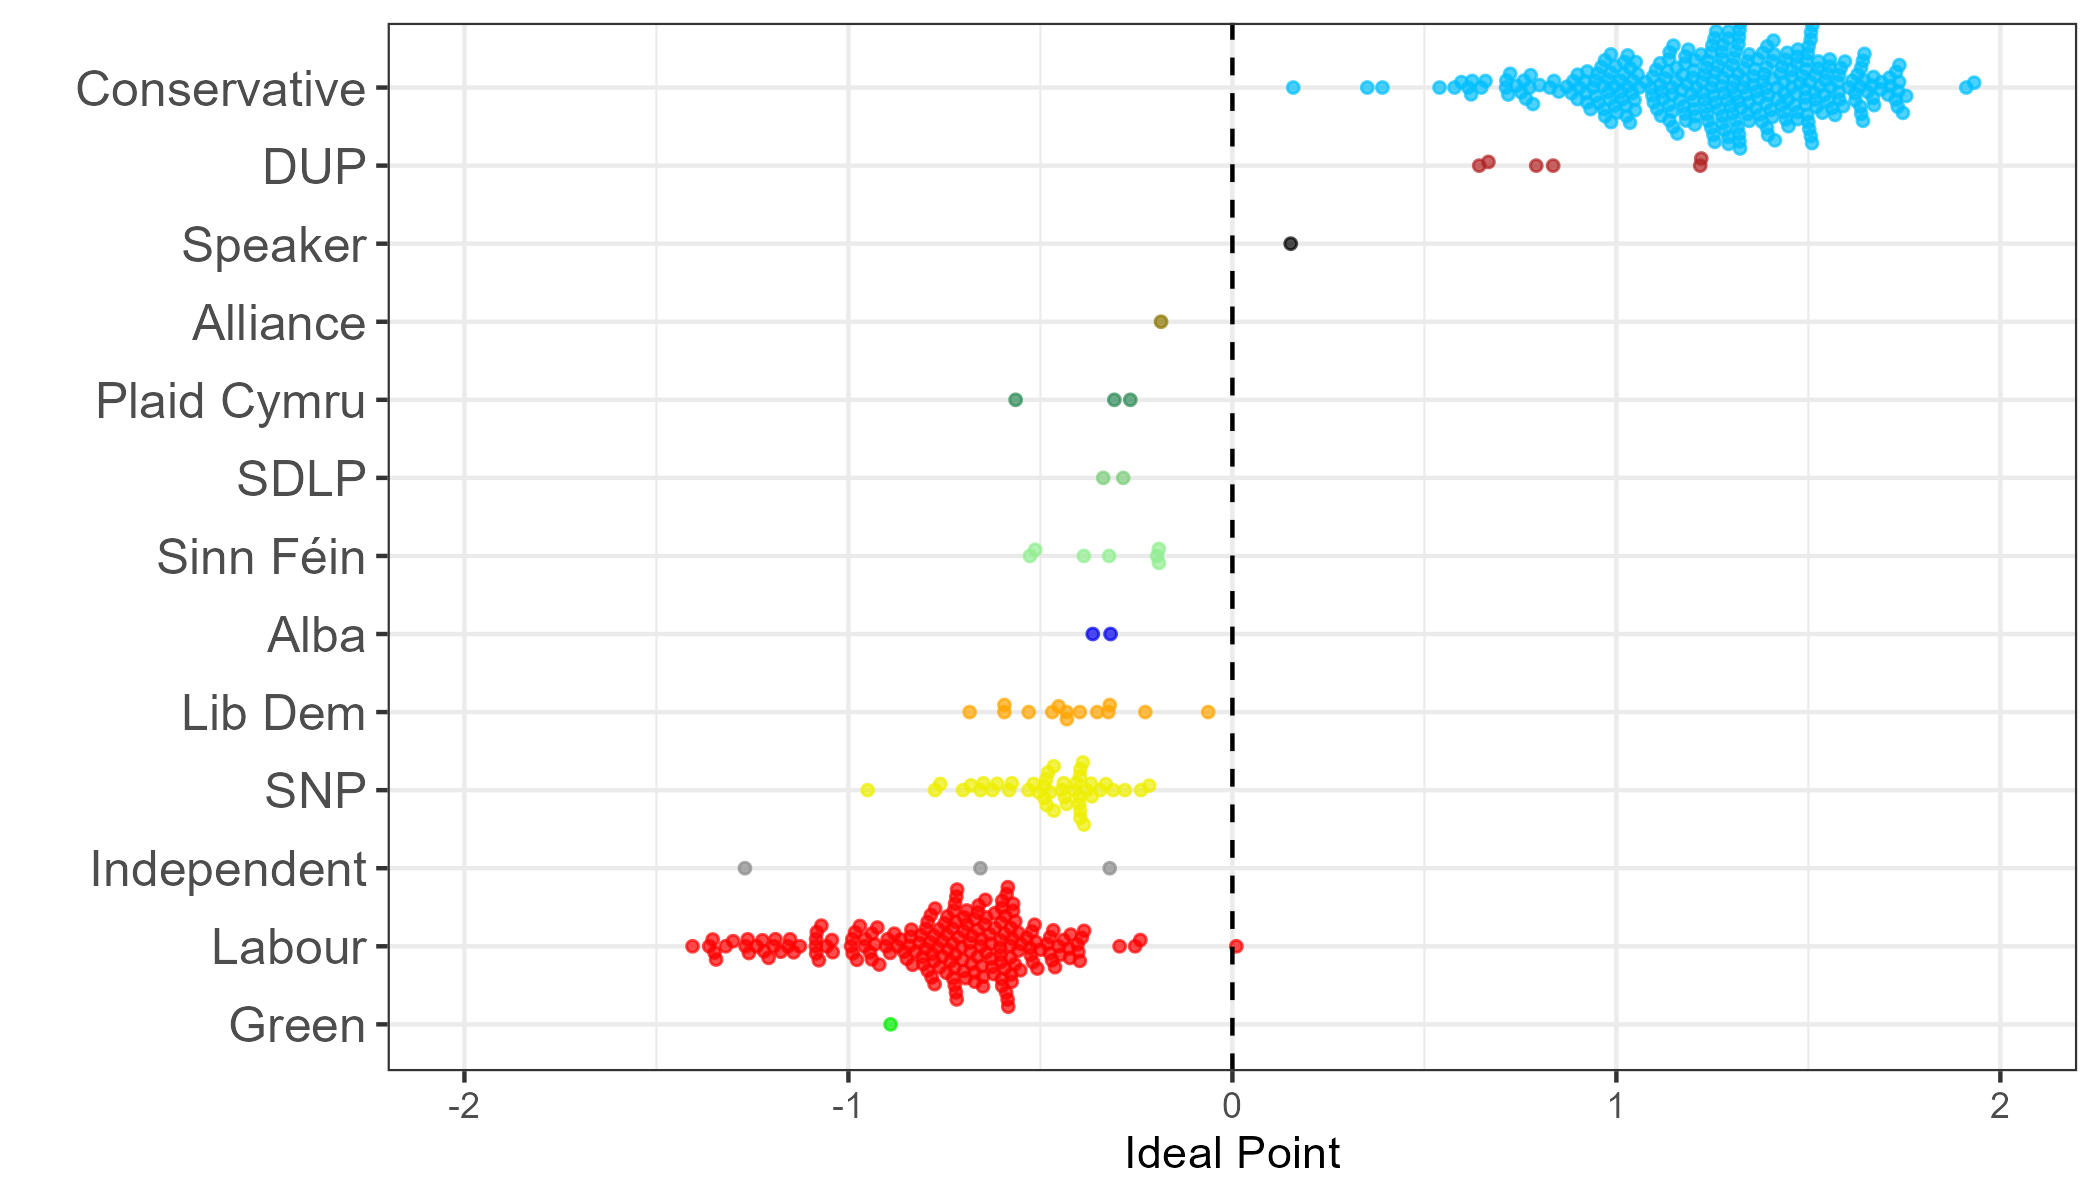 Conservative
DUP
Speaker
Alliance
Plaid Cymru
SDLP
Sinn Féin
Alba
Lib Dem
SNP
Independent
Labour
Green
-2 -1 0 1 2
Ideal Point